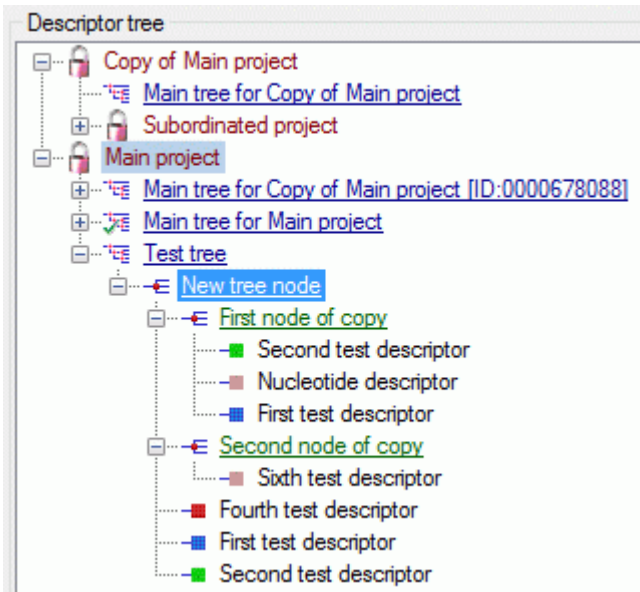 Descriptor tree
Copy of Main project
Main tree for Copy of Main project
Subordinated project
Main project
Main tree for Copy of Main project [ID:0000678088]
Main tree for Main project
Test tree
New tree node
First node of copy
Second test descriptor
Nucleotide descriptor
First test descriptor
Second node of copy
Sixth test descriptor
Fourth test descriptor
First test descriptor
Second test descriptor